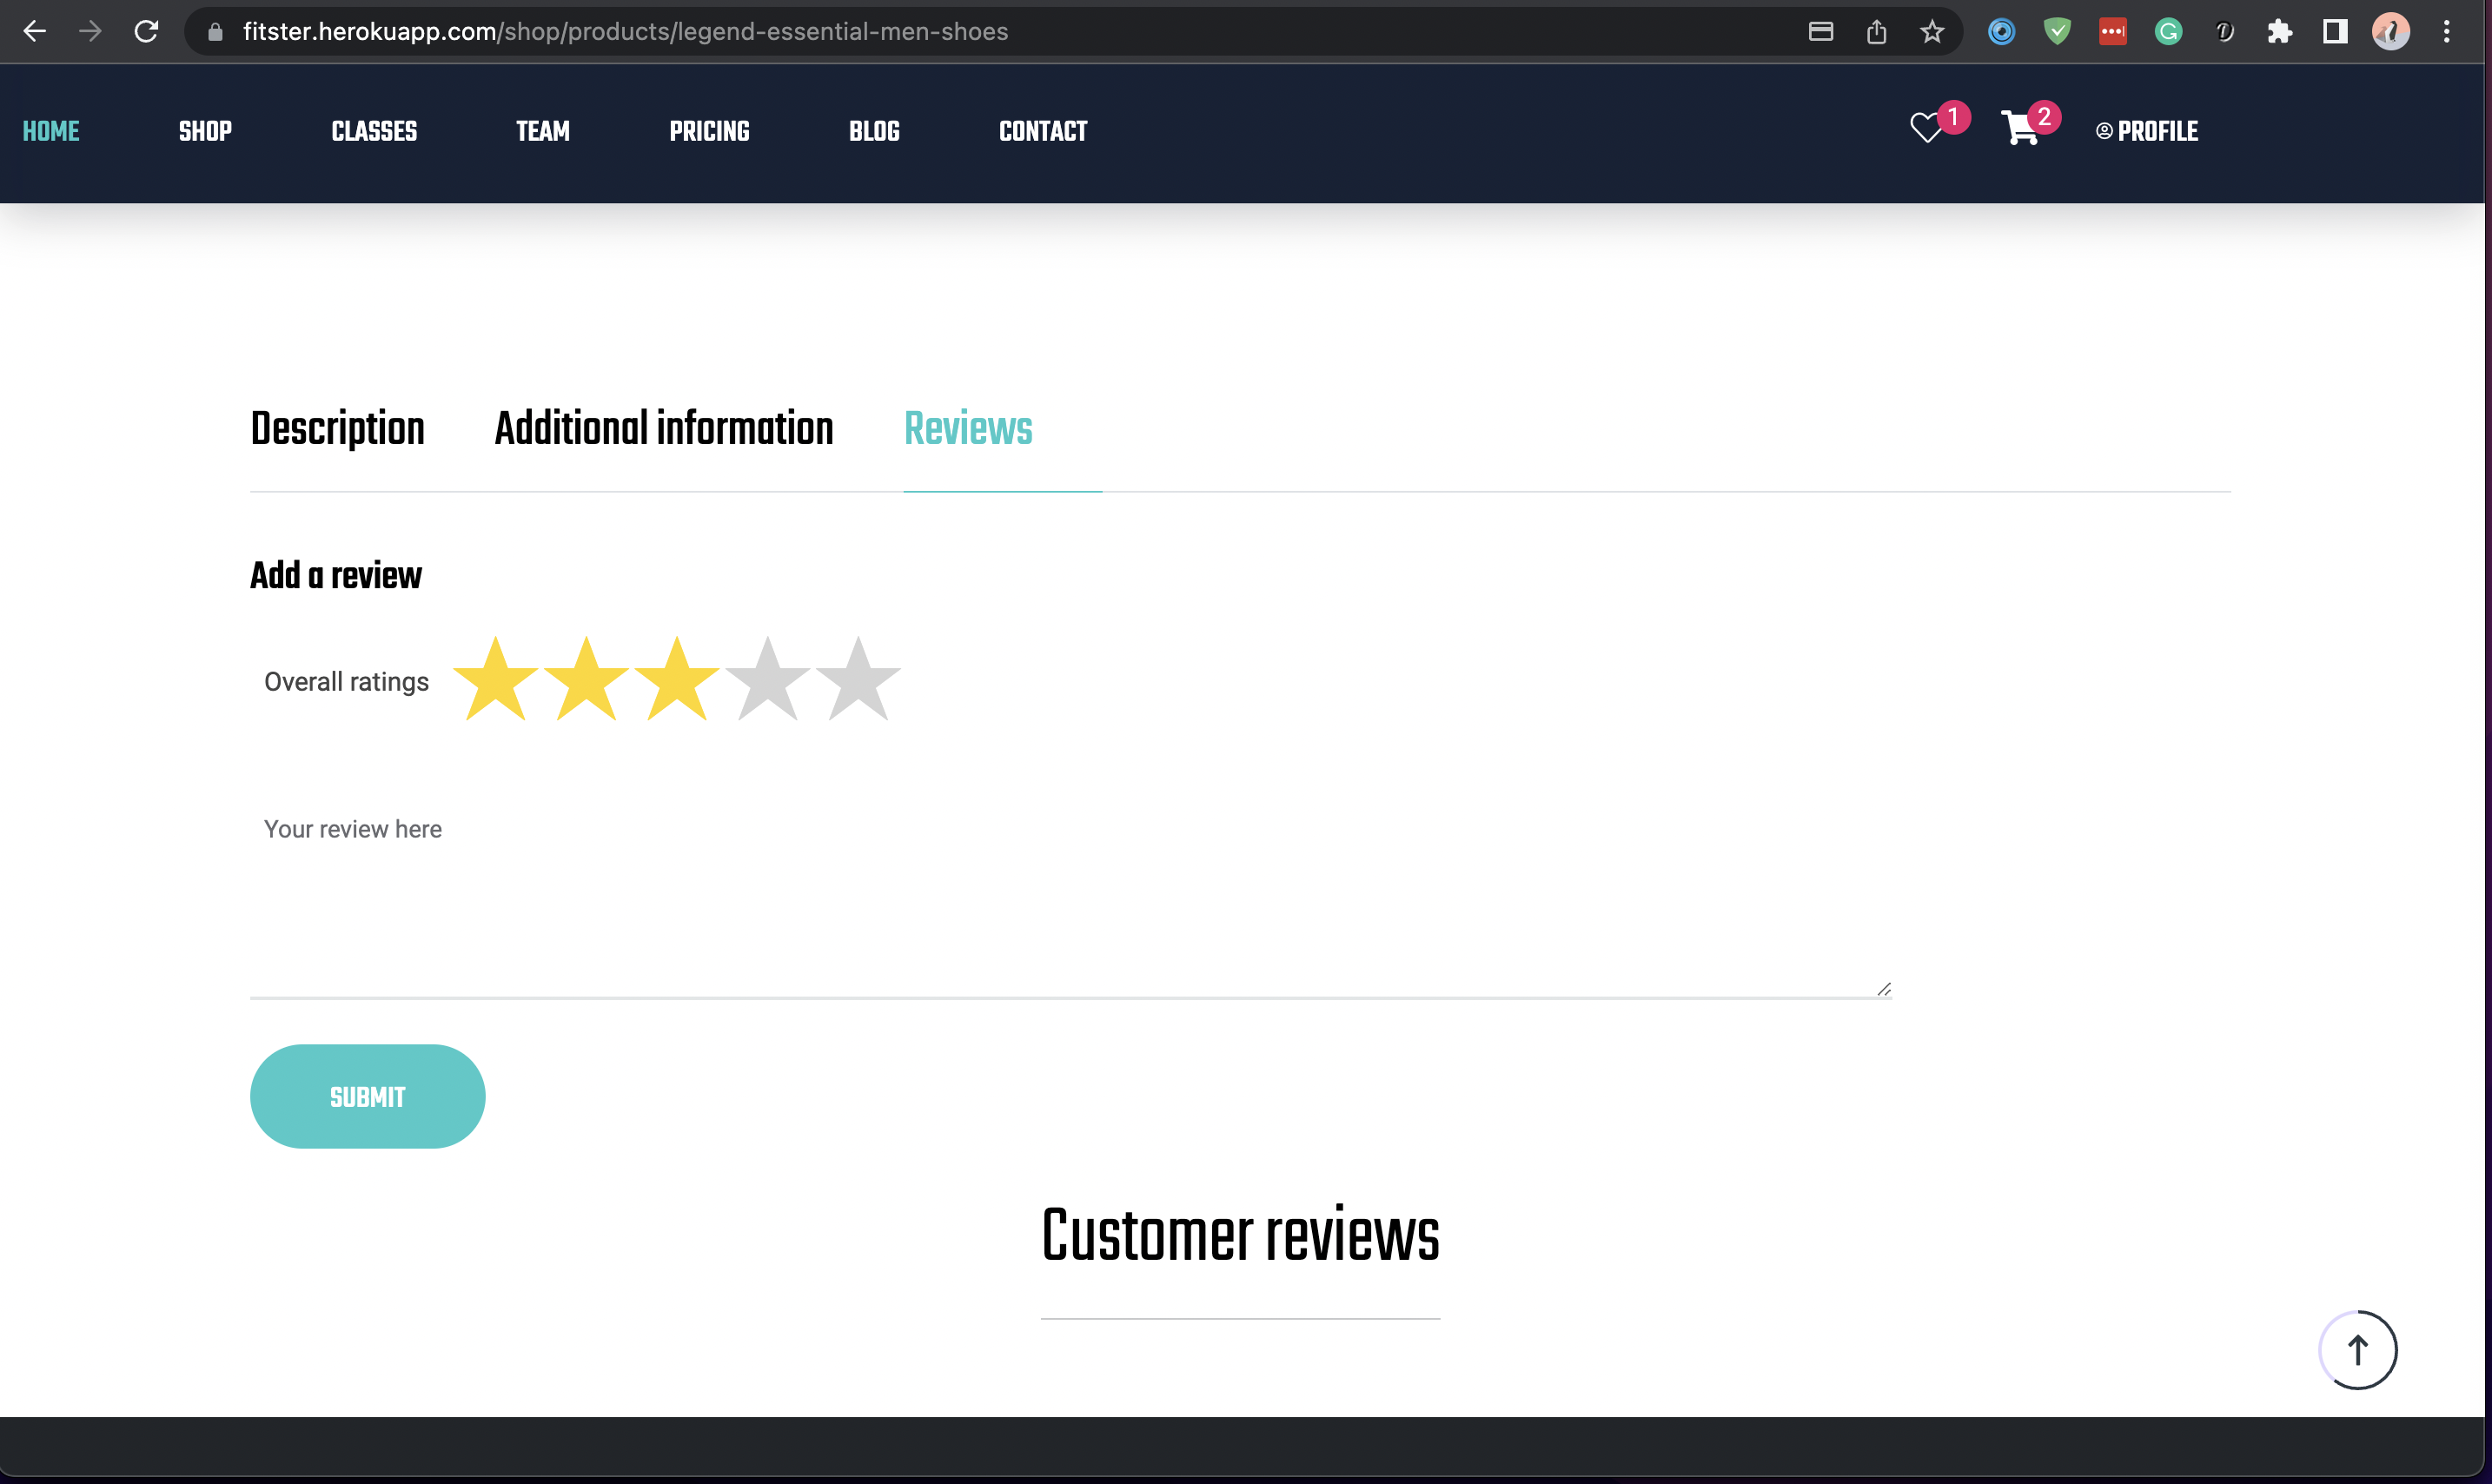 fitster.herokuapp.com/shop/products/legend-essential-men-shoes
HOME SHOP CLASSES TEAM PRICING BLOG CONTACT 1 2 PROFILE
Description Additional information Reviews
Add a review
Overall ratings
Your review here
SUBMIT
Customer reviews